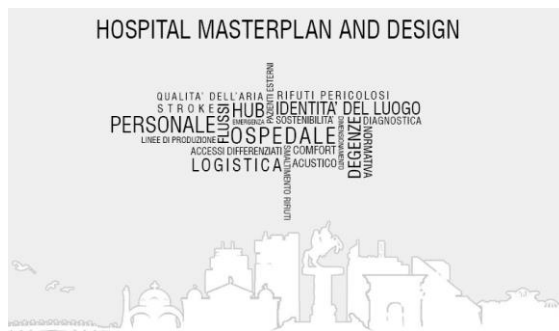 HOSPITAL MASTERPLAN AND DESIGN
PAZIENTI ESTERNI
QUALITA' DELL'ARIA
RIFIUTI PERICOLOSI
STROKE
FLUSSI
HUB
IDENTITA' DEL LUOGO
PERSONALE
EMERGENZA
SOSTENIBILITA'
DIMENSIONAMENTO
DEGENZE
DIAGNOSTICA
LINEE DI PRODUZIONE
OSPEDALE
NORMATIVA
ACCESSI DIFFERENZIATI
COMFORT
LOGISTICA
SMALTIMENTO RIFIUTI
ACUSTICO